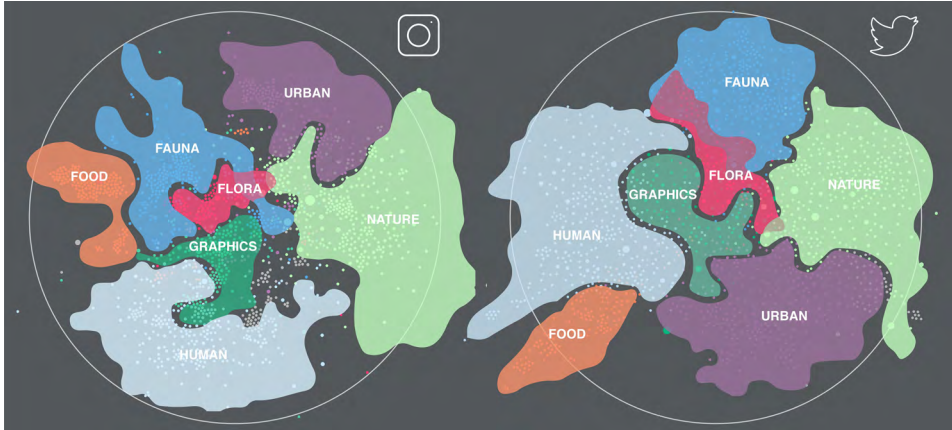 URBAN
FAUNA
FOOD
FLORA
NATURE
GRAPHICS
HUMAN
FAUNA
FLORA
NATURE
GRAPHICS
HUMAN
URBAN
FOOD